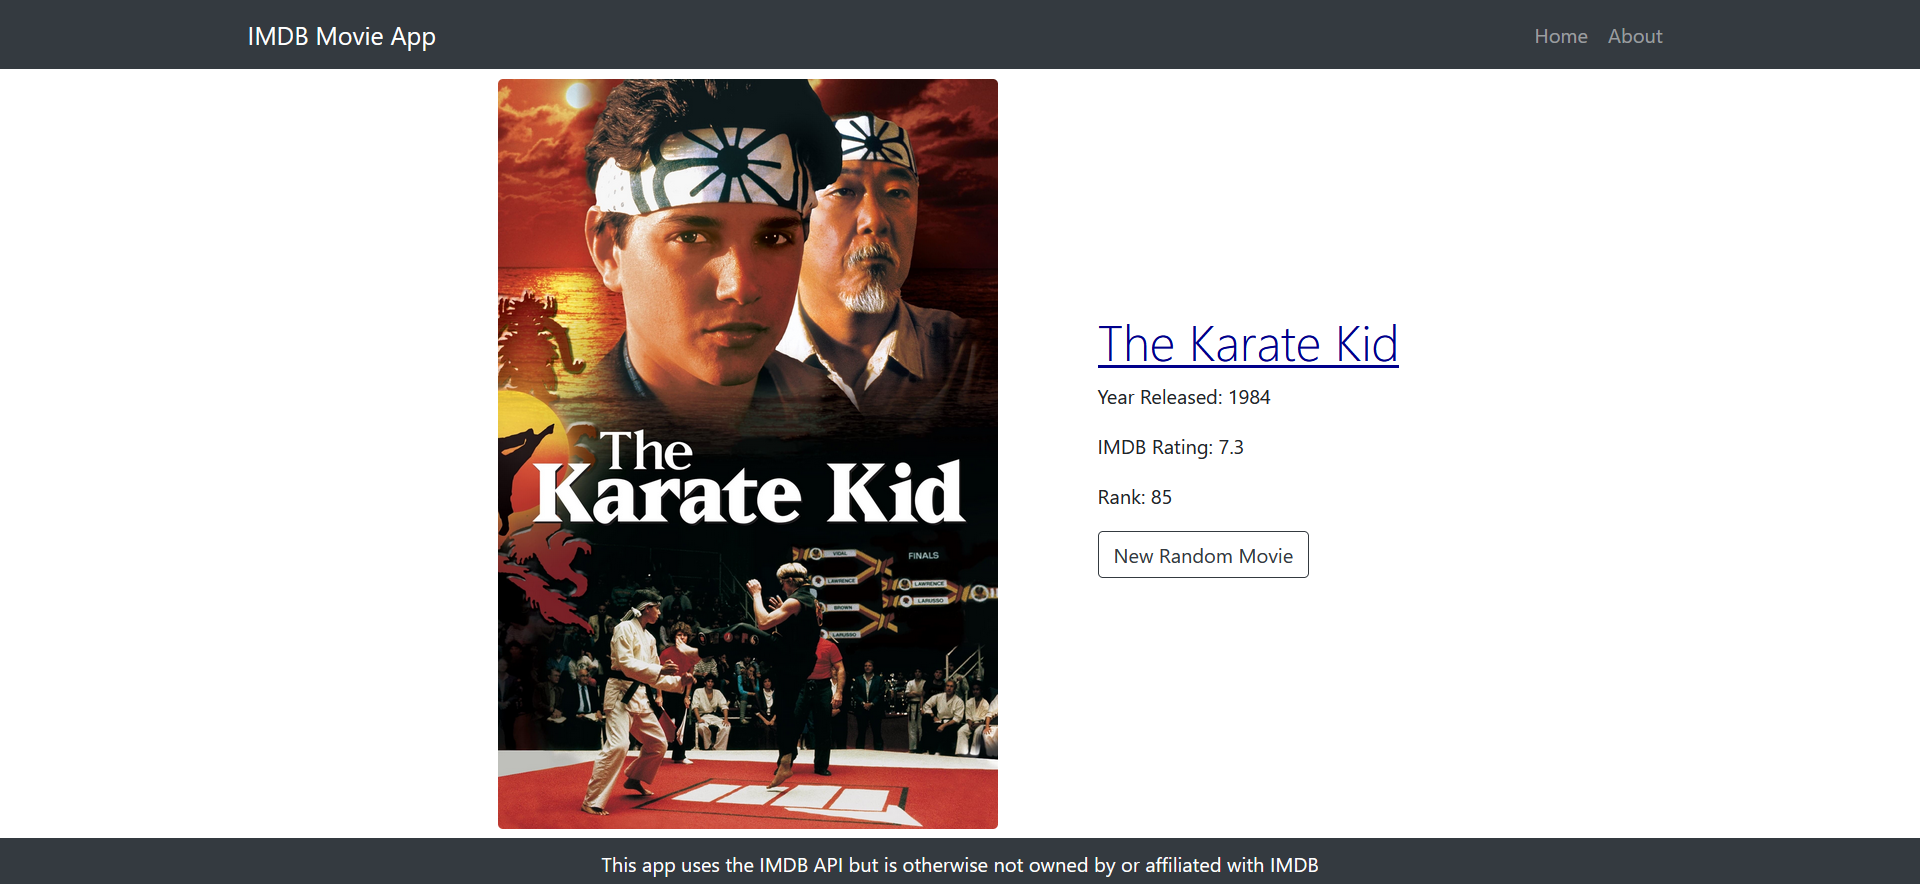 IMDB Movie App
Home About
The
Karate Kid
VIDAL
FINALS
LAWRENCE
LAWRENCE
LARUSSO
BROWN
LARUSSO
The Karate Kid
Year Released: 1984
IMDB Rating: 7.3
Rank: 85
New Random Movie
This app uses the IMDB API but is otherwise not owned by or affiliated with IMDB